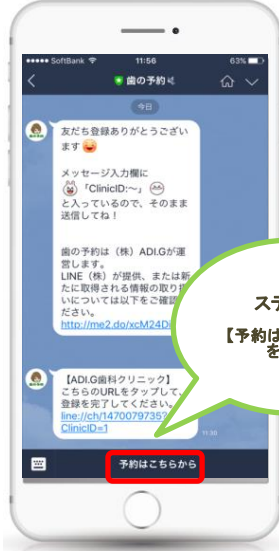 SoftBank
11:56
63%
歯の予約
今日
友だち登録ありがとうござい
ます
メッセージ入力欄に
「ClinicID:~」
と入っているので、そのまま
送信してね！
歯の予約は（株）ADI.Gが運
営します。
LINE（株）が提供、または新
たに取得される情報の取り
いについては以下をご確認
ださい。
http://me2.do/xcM24D
【ADI.G歯科クリニック】
こちらのURLをタップして、
登録を完了してください。
line://ch/1470079735?
ClinicID=1
11:30
予約はこちらから
ステ
【予約は
を